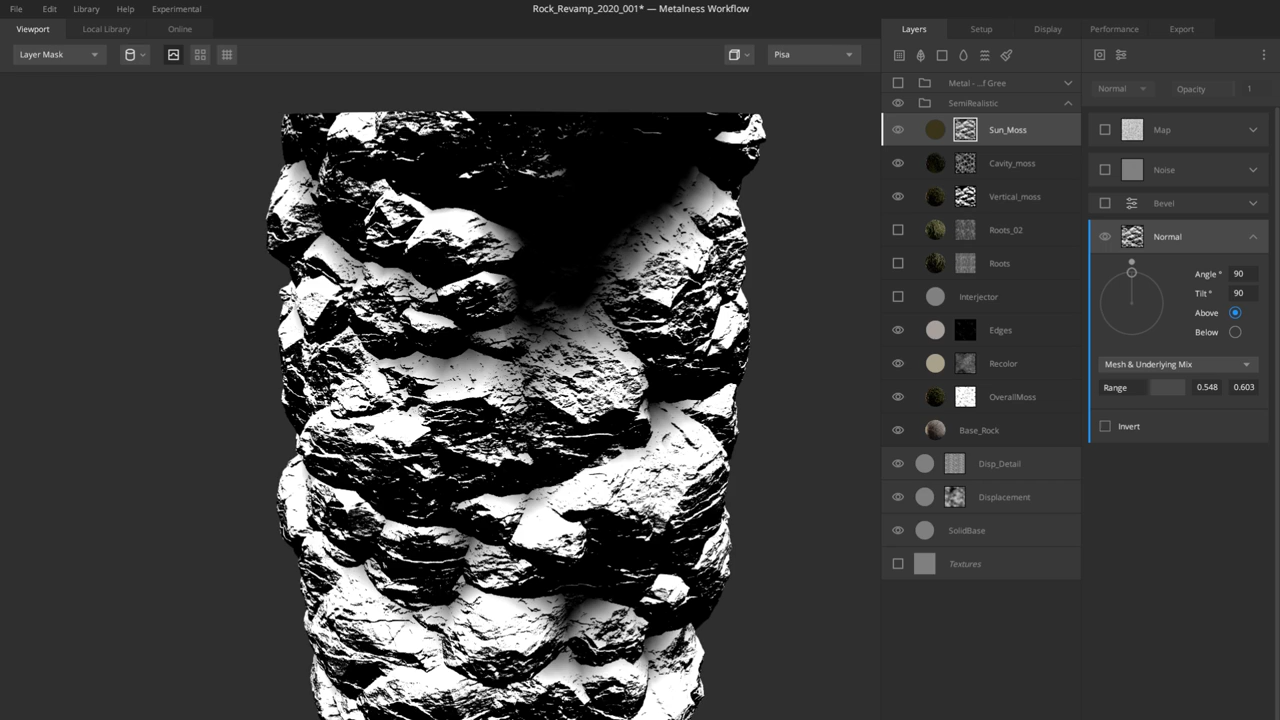 File Edit Library Help Experimental
Rock_Revamp_2020_001* — Metalness Workflow
Viewport Local Library Online
Layers Setup Display Performance Export
Layer Mask
Pisa
Metal - ...f Gree
SemiRealistic
Sun_Moss
Cavity_moss
Vertical_moss
Roots_02
Roots
Interjector
Edges
Recolor
OverallMoss
Base_Rock
Disp_Detail
Displacement
SolidBase
Textures
Normal Opacity 1
Map
Noise
Bevel
Normal
Angle ° 90
Tilt ° 90
Above
Below
Mesh & Underlying Mix
Range 0.548 0.603
Invert